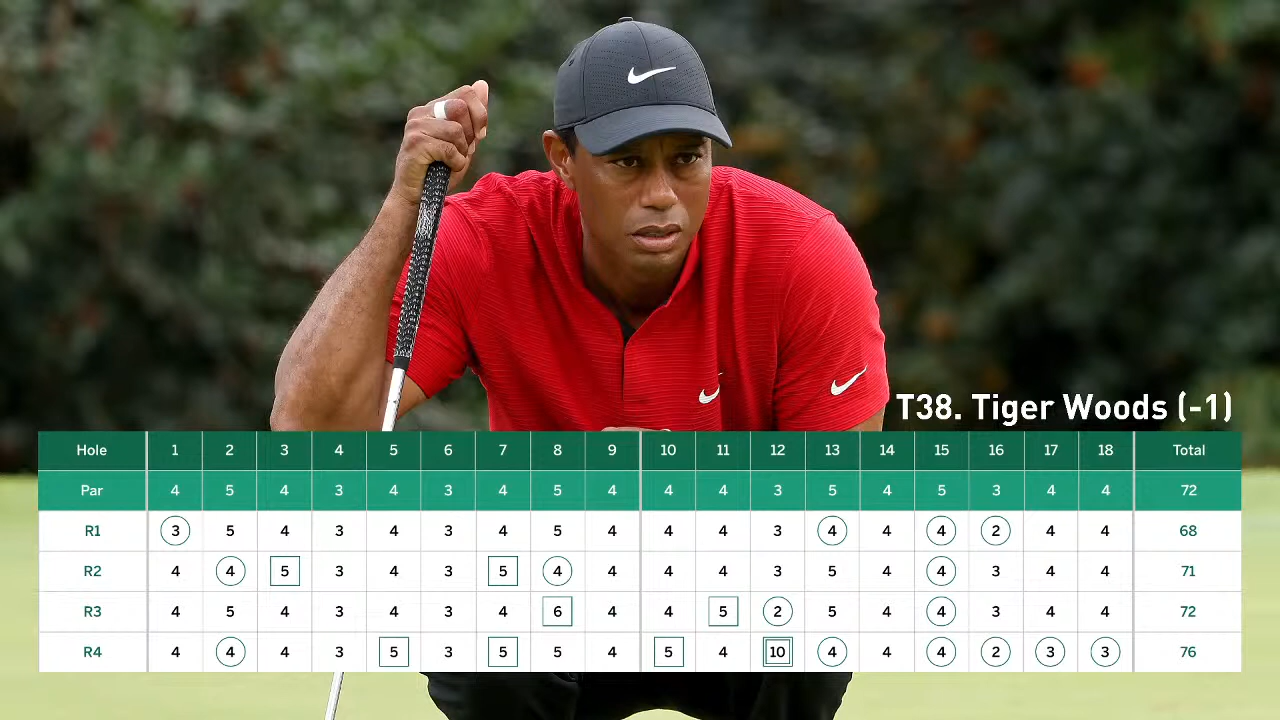 T38. Tiger Woods (-1)
Hole 1 2 3 4 5 6 7 8 9 10 11 12 13 14 15 16 17 18 Total
Par 4 5 4 3 4 3 4 5 4 4 4 3 5 4 5 3 4 4 72
R1 3 5 4 3 4 3 4 5 4 4 4 3 4 4 4 2 4 4 68
R2 4 4 5 3 4 3 5 4 4 4 4 3 5 4 4 3 4 4 71
R3 4 5 4 3 4 3 4 6 4 4 5 2 5 4 4 3 4 4 72
R4 4 4 4 3 5 3 5 5 4 5 4 10 4 4 4 2 3 3 76